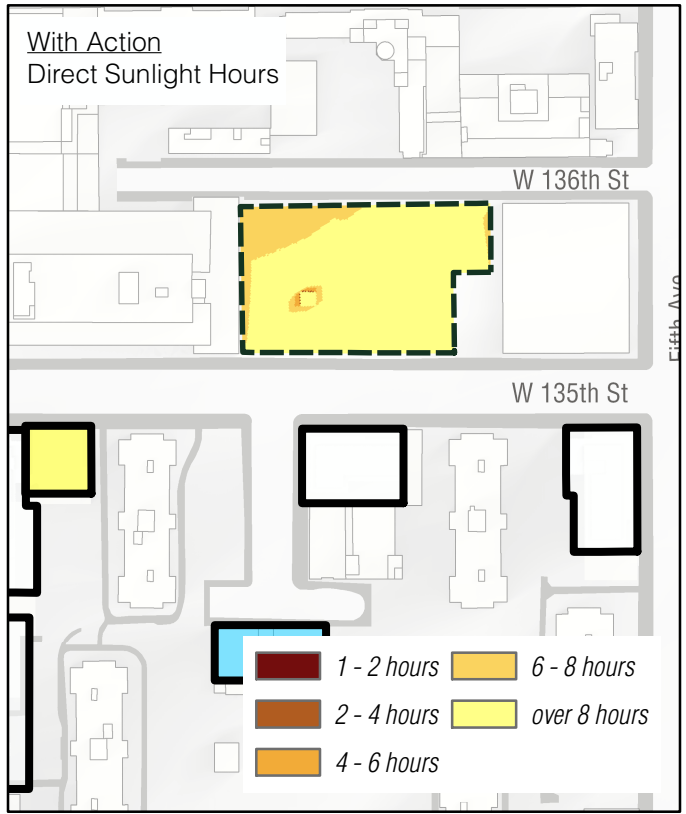 With Action
Direct Sunlight Hours
W 136th St
Fifth Ave
W 135th St
1 - 2 hours
6 - 8 hours
2 - 4 hours
over 8 hours
4 - 6 hours